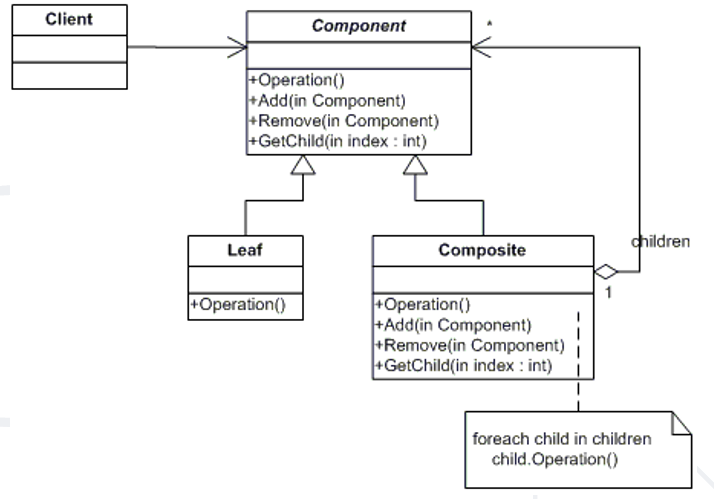 Client
Component
*
+Operation()
+Add(in Component)
+Remove(in Component)
+GetChild(in index : int)
children
Leaf
+Operation()
Composite
1
+Operation()
+Add(in Component)
+Remove(in Component)
+GetChild(in index : int)
foreach child in children
child.Operation()